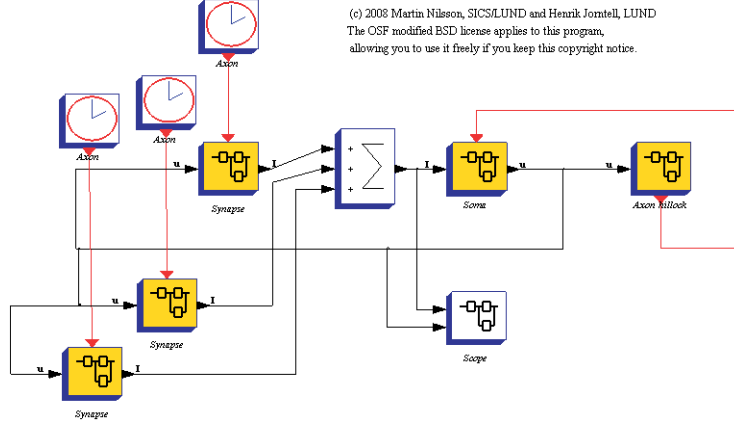 (c) 2008 Martin Nilsson, SICS/LUND and Henrik Jorntell, LUND
The OSF modified BSD license applies to this program,
allowing you to use it freely if you keep this copyright notice.
Axon
Axon
Axon
u
I
+
+
+
I
u
u
Synapse
Soma
Axon hillock
u
I
Synapse
Scope
u
I
Synapse